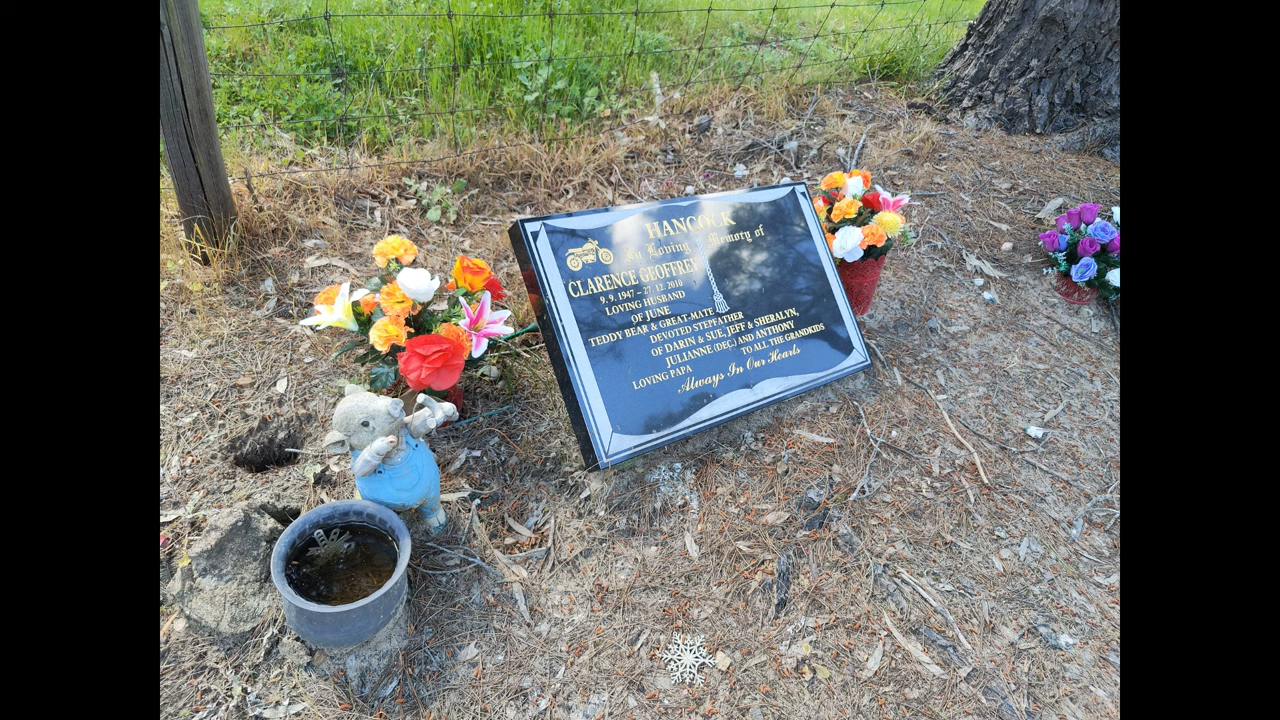 HANCOCK
In Loving Memory of
CLARENCE GEOFFREY
9. 9. 1947 - 27. 12. 2010
LOVING HUSBAND
OF JUNE
TEDDY BEAR & GREAT-MATE
DEVOTED STEPFATHER
OF DARIN & SUE, JEFF & SHERALYN,
JULIANNE (DEC.) AND ANTHONY
LOVING PAPA TO ALL THE GRANDKIDS
Always In Our Hearts